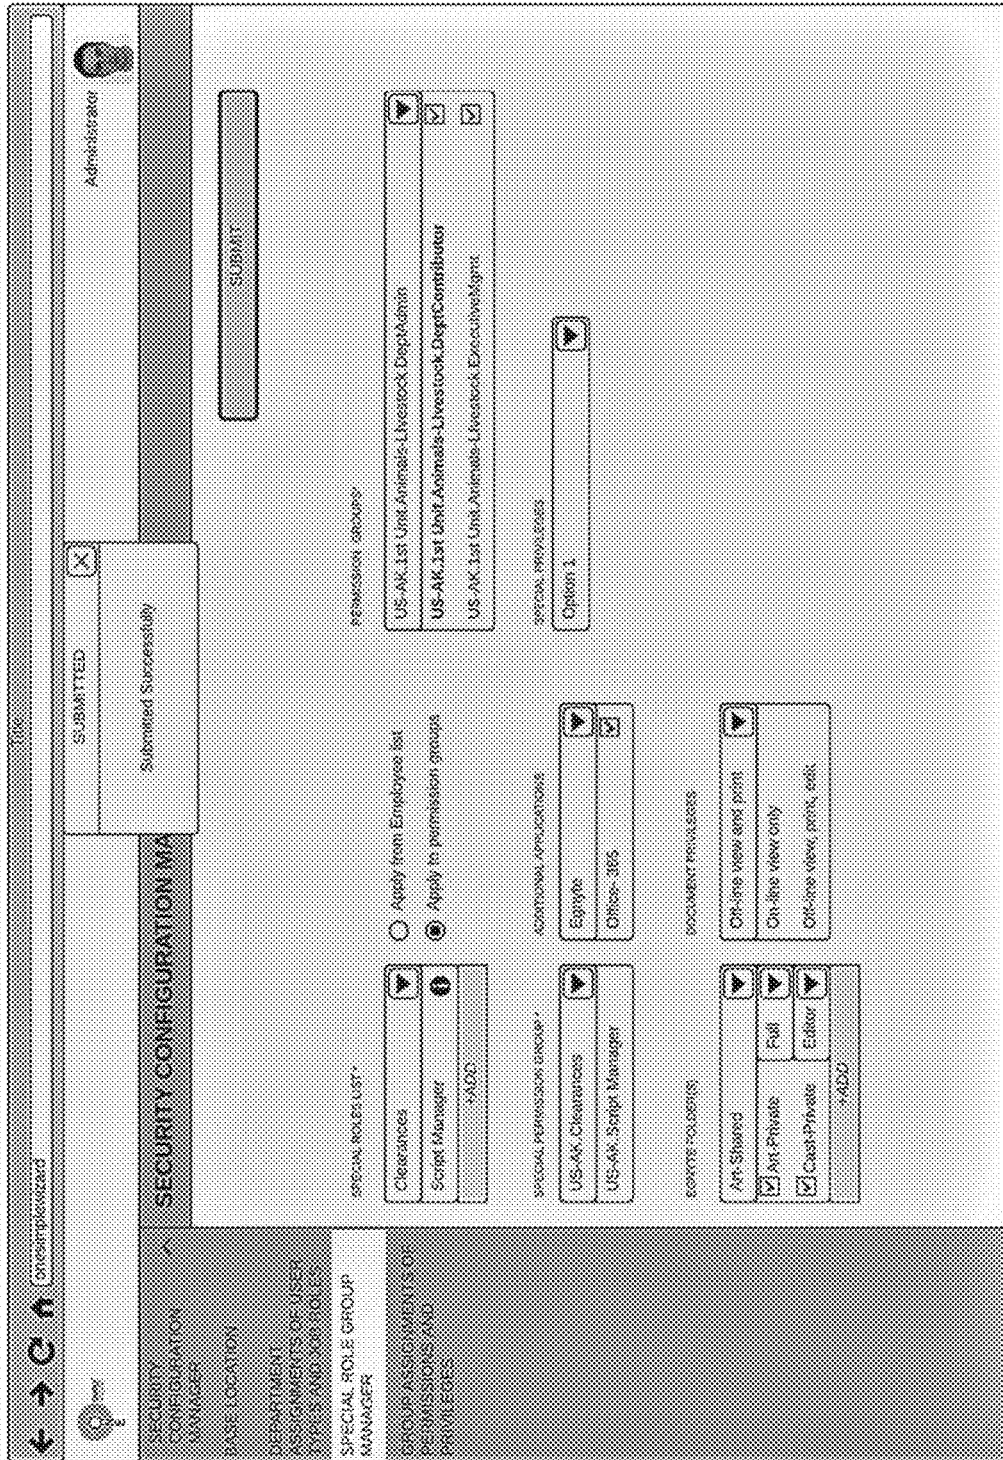 Title
onesimplewizard
Administrator
SUBMITTED
Submitted Successfully
SECURITY CONFIGURATION MA
SECURITY
CONFIGURATION
MANAGER
BASE LOCATION
DEPARTMENT
ASSIGNMENTS OF USER
TYPES AND JOB ROLES
SPECIAL ROLE GROUP
MANAGER
GROUP ASSIGNMENTS OF
PERMISSIONS AND
PRIVILEGES
SUBMIT
SPECIAL ROLES LIST*
Clearances
Script Manager
+ADD
Apply from Employee list
Apply to permission groups
PERMISSION GROUPS*
US-AK.1st Unit.Animals-Livestock.DeptAdmin
US-AK.1st Unit.Animals-Livestock.DeptContributor
US-AK.1st Unit.Animals-Livestock.ExecutiveMgmt
SPECIAL PERMISSION GROUP*
US-AK.Clearances
US-AK.Script Manager
ADDITIONAL APPLICATIONS
Egnyte
Office- 365
SPECIAL PRIVILEGES
Option 1
EGNYTE FOLDER(S)
Art-Shared
Art-Private Full
Cast-Private Editor
+ADD
DOCUMENT PRIVILEGES
Off-line view and print
On-line view only
Off-line view, print, edit